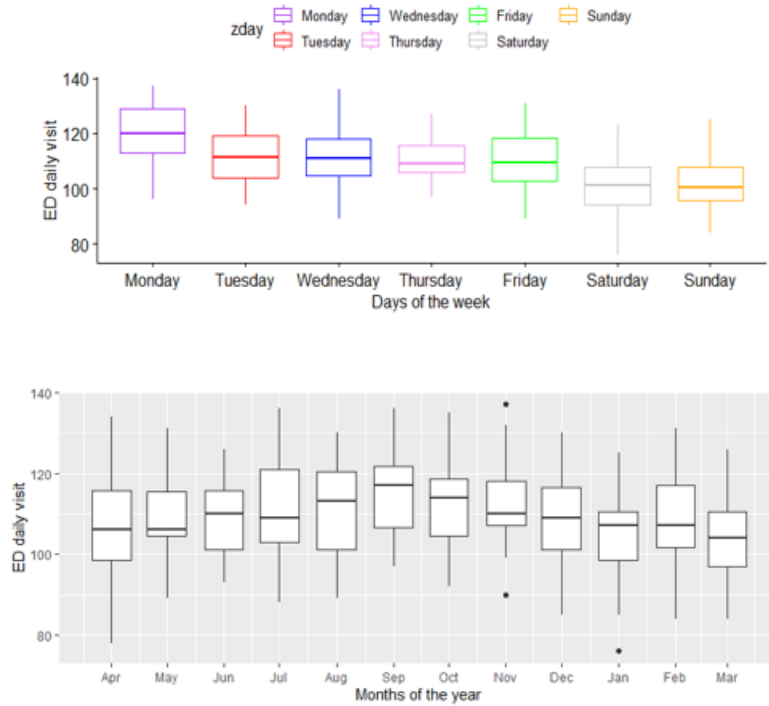 zday
Monday Wednesday Friday Sunday
Tuesday Thursday Saturday
ED daily visit
140
120
100
80
Monday Tuesday Wednesday Thursday Friday Saturday Sunday
Days of the week
ED daily visit
140
120
100
80
Apr May Jun Jul Aug Sep Oct Nov Dec Jan Feb Mar
Months of the year